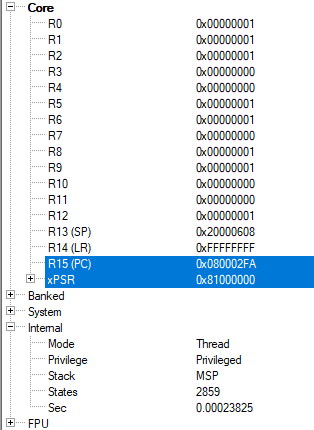 Core
R0 0x00000001
R1 0x00000001
R2 0x00000001
R3 0x00000000
R4 0x00000000
R5 0x00000001
R6 0x00000001
R7 0x00000000
R8 0x00000001
R9 0x00000001
R10 0x00000000
R11 0x00000000
R12 0x00000001
R13 (SP) 0x20000608
R14 (LR) 0xFFFFFFFF
R15 (PC) 0x080002FA
xPSR 0x81000000
Banked
System
Internal
Mode Thread
Privilege Privileged
Stack MSP
States 2859
Sec 0.00023825
FPU